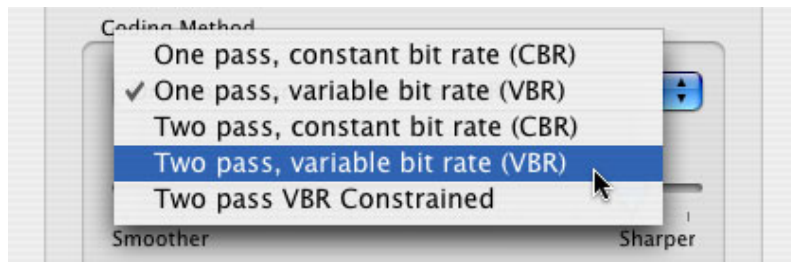 Coding Method
One pass, constant bit rate (CBR)
✓ One pass, variable bit rate (VBR)
Two pass, constant bit rate (CBR)
Two pass, variable bit rate (VBR)
Two pass VBR Constrained
Smoother Sharper